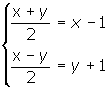 (x + y)/2 = x − 1
(x − y)/2 = y + 1